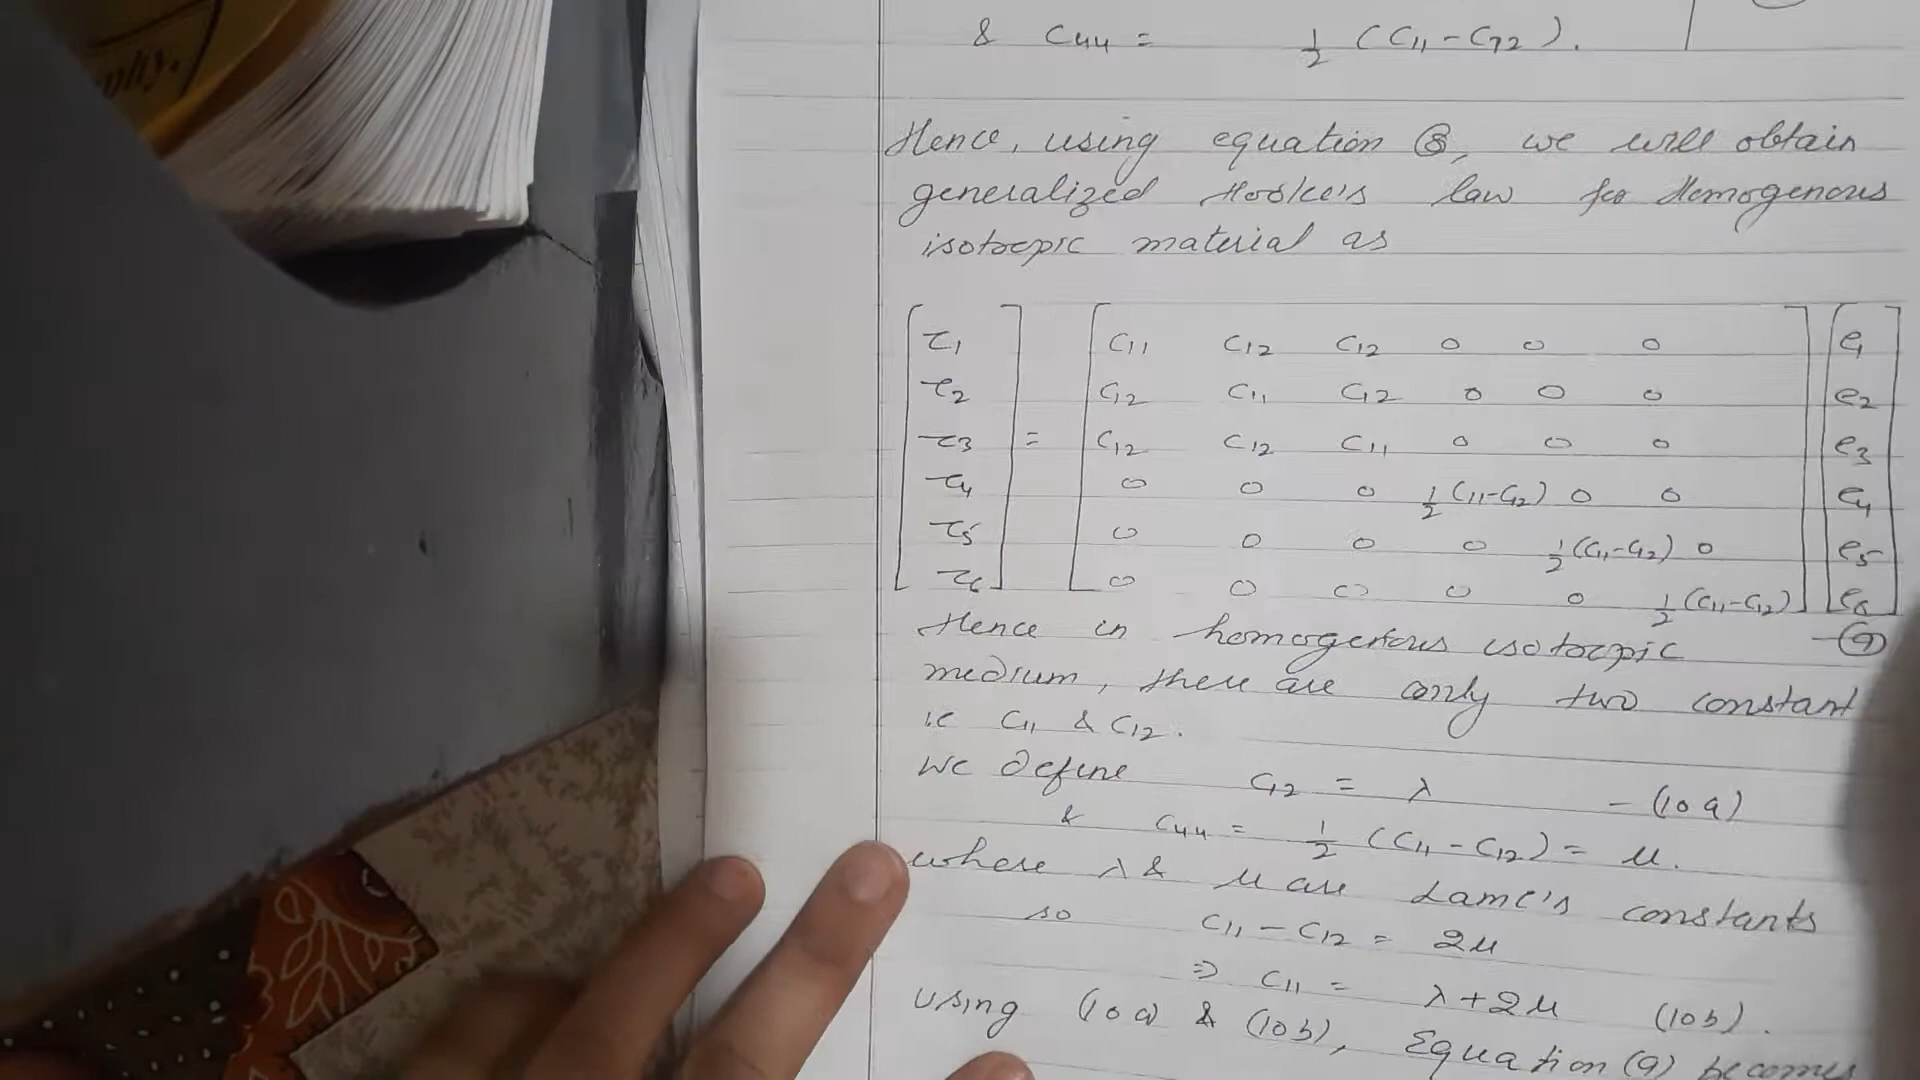 & C44 = 1/2 (C11 - C12).
Hence, using equation ⑧, we will obtain
generalized Hooke's law for Homogenous
isotropic material as
[τ1] = [C11 C12 C12 0 0 0] [e1]
[τ2] [C12 C11 C12 0 0 0] [e2]
[τ3] [C12 C12 C11 0 0 0] [e3]
[τ4] [0 0 0 1/2 (C11-C12) 0 0] [e4]
[τ5] [0 0 0 0 1/2 (C11-C12) 0] [e5]
[τ6] [0 0 0 0 0 1/2 (C11-C12)] [e6]
Hence in homogenous isotropic - ⑨
medium, there are only two constant
i.e C11 & C12.
we define C12 = λ - (10 a)
& C44 = 1/2 (C11 - C12) = μ.
where λ & μ are Lame's constants
so C11 - C12 = 2μ
⇒ C11 = λ+2μ (10b).
using (10a) & (10b), Equation (9) becomes